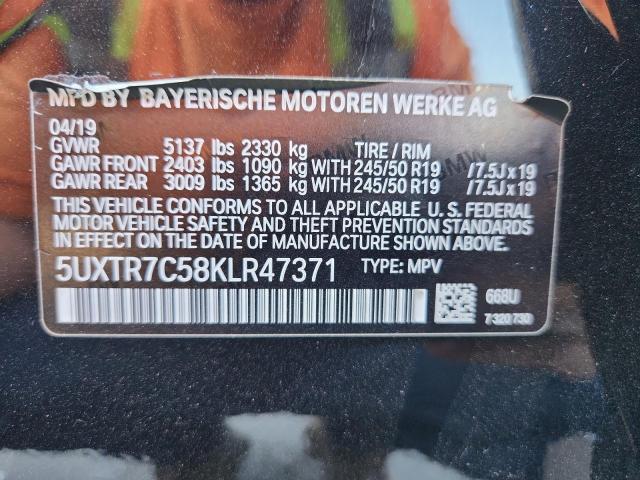 MFD BY BAYERISCHE MOTOREN WERKE AG
04/19
GVWR 5137 lbs 2330 kg TIRE / RIM
GAWR FRONT 2403 lbs 1090 kg WITH 245/50 R19 /7.5J x 19
GAWR REAR 3009 lbs 1365 kg WITH 245/50 R19 /7.5J x 19
THIS VEHICLE CONFORMS TO ALL APPLICABLE U. S. FEDERAL
MOTOR VEHICLE SAFETY AND THEFT PREVENTION STANDARDS
IN EFFECT ON THE DATE OF MANUFACTURE SHOWN ABOVE.
5UXTR7C58KLR47371 TYPE: MPV
668U
7 320 730